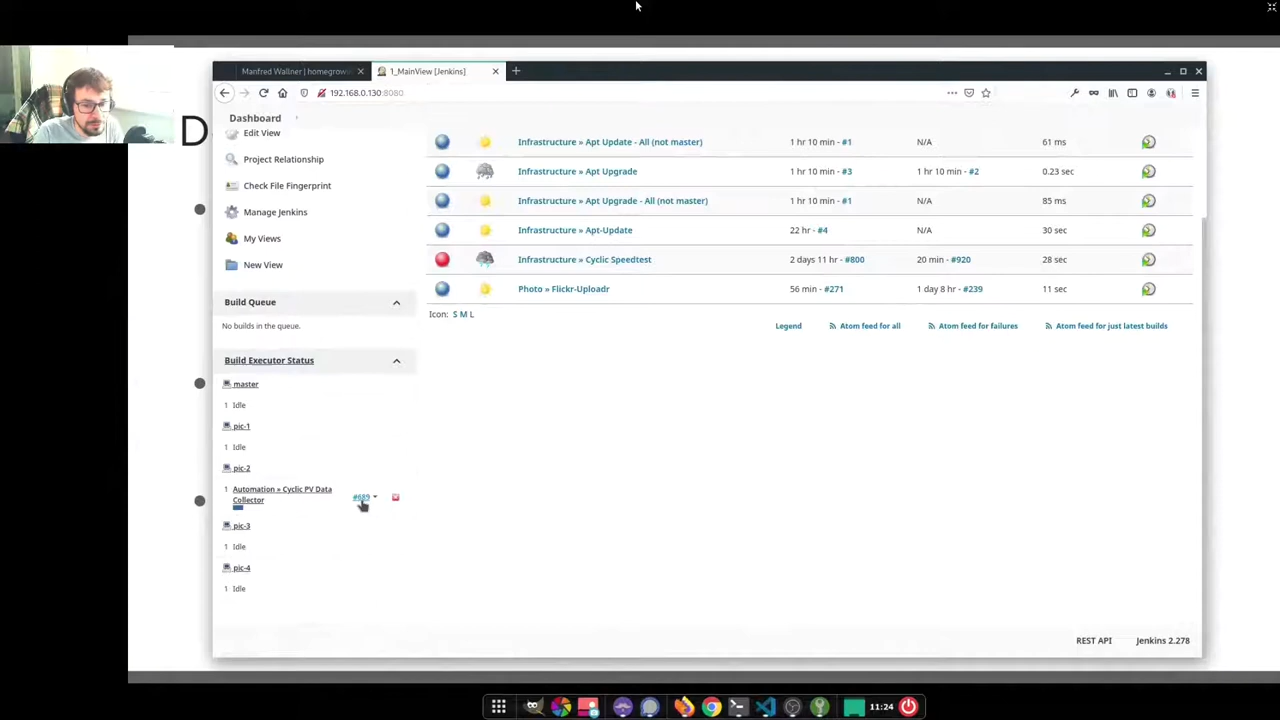 D
Manfred Wallner | homegrows
1_MainView [Jenkins]
192.168.0.130:8080
Dashboard
Edit View
Project Relationship
Check File Fingerprint
Manage Jenkins
My Views
New View
Build Queue
No builds in the queue.
Build Executor Status
master
1 Idle
pic-1
1 Idle
pic-2
1 Automation » Cyclic PV Data Collector #689
pic-3
1 Idle
pic-4
1 Idle
Infrastructure » Apt Update - All (not master) 1 hr 10 min - #1 N/A 61 ms
Infrastructure » Apt Upgrade 1 hr 10 min - #3 1 hr 10 min - #2 0.23 sec
Infrastructure » Apt Upgrade - All (not master) 1 hr 10 min - #1 N/A 85 ms
Infrastructure » Apt-Update 22 hr - #4 N/A 30 sec
Infrastructure » Cyclic Speedtest 2 days 11 hr - #800 20 min - #920 28 sec
Photo » Flickr-Uploadr 56 min - #271 1 day 8 hr - #239 11 sec
Icon: S M L
Legend Atom feed for all Atom feed for failures Atom feed for just latest builds
REST API Jenkins 2.278
11:24